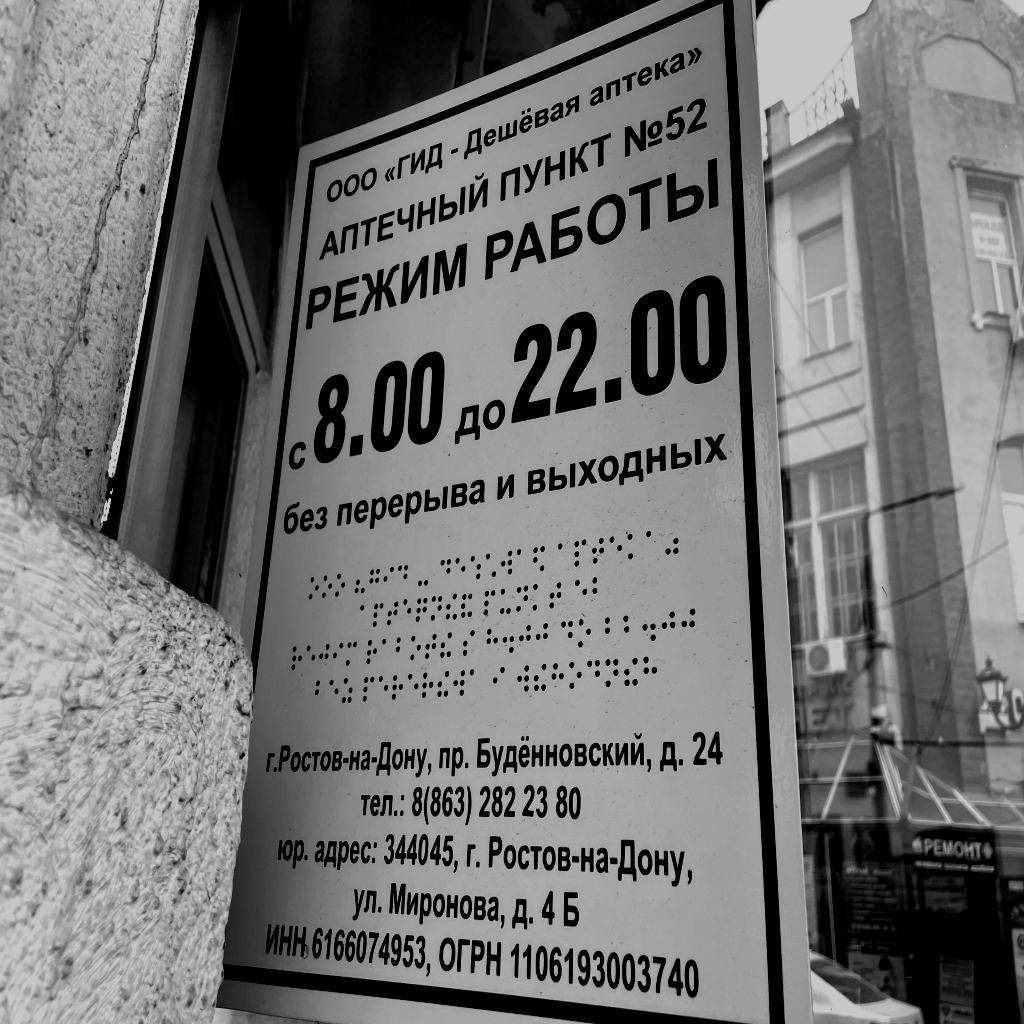 ООО «ГИД - Дешёвая аптека»
АПТЕЧНЫЙ ПУНКТ №52
РЕЖИМ РАБОТЫ
с 8.00 до 22.00
без перерыва и выходных
г.Ростов-на-Дону, пр. Будённовский, д. 24
тел.: 8(863) 282 23 80
юр. адрес: 344045, г. Ростов-на-Дону,
ул. Миронова, д. 4 Б
ИНН 6166074953, ОГРН 1106193003740
РЕМОНТ